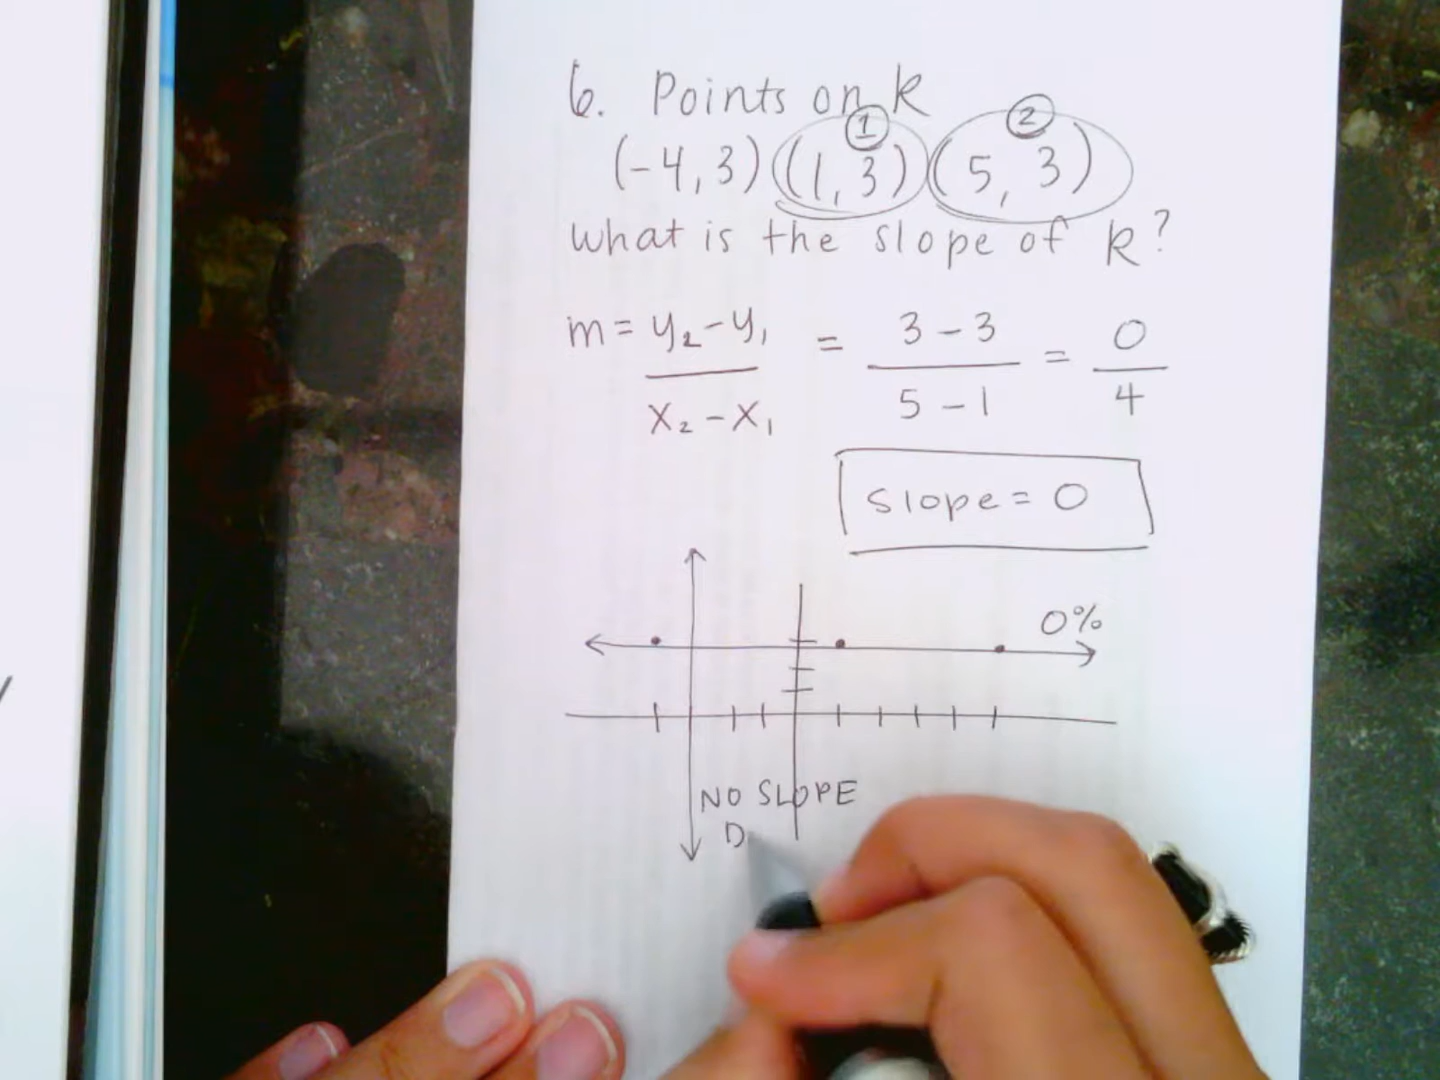 6. Points on k
1 2
(-4, 3) (1, 3) (5, 3)
what is the slope of k?
m = y₂-y₁ / x₂-x₁ = 3-3 / 5-1 = 0 / 4
Slope = 0
0%
NO SLOPE
D